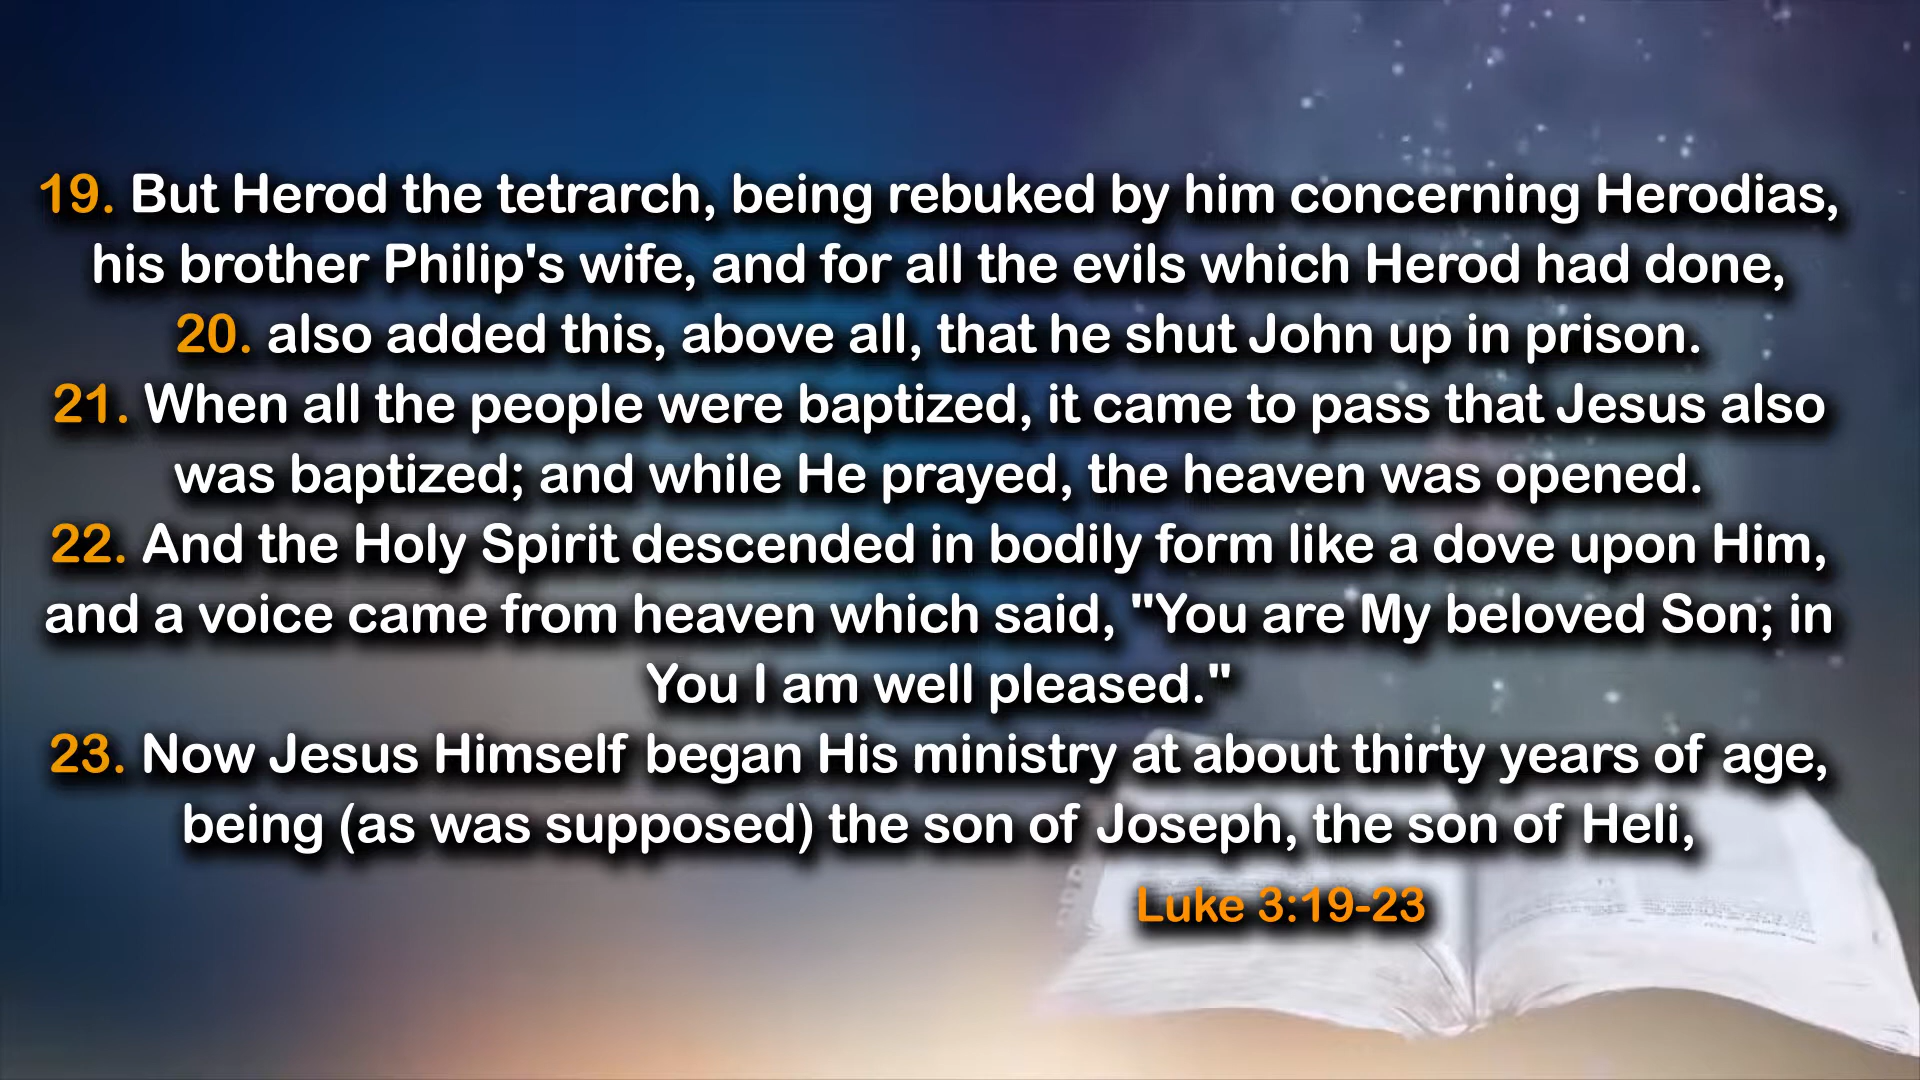 19. But Herod the tetrarch, being rebuked by him concerning Herodias,
his brother Philip's wife, and for all the evils which Herod had done,
20. also added this, above all, that he shut John up in prison.
21. When all the people were baptized, it came to pass that Jesus also
was baptized; and while He prayed, the heaven was opened.
22. And the Holy Spirit descended in bodily form like a dove upon Him,
and a voice came from heaven which said, "You are My beloved Son; in
You I am well pleased."
23. Now Jesus Himself began His ministry at about thirty years of age,
being (as was supposed) the son of Joseph, the son of Heli,
Luke 3:19-23